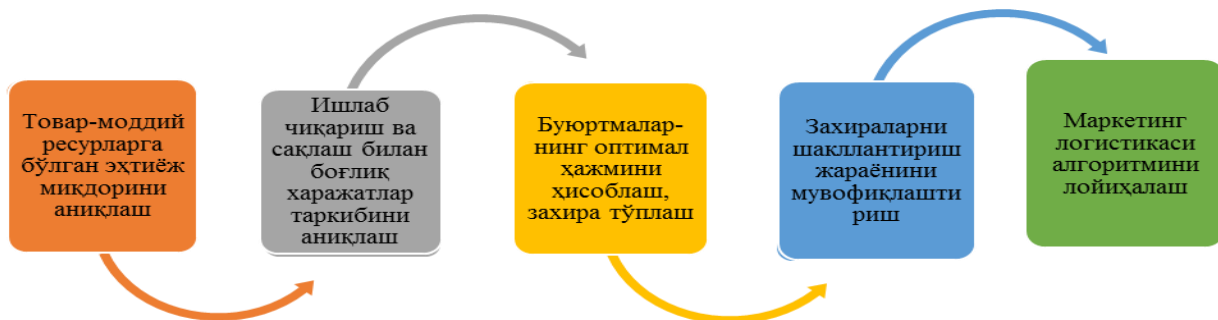 Товар-моддий
ресурларга
бўлган эҳтиёж
миқдорини
аниқлаш
Ишлаб
чиқариш ва
сақлаш билан
боғлиқ
харажатлар
таркибини
аниқлаш
Буюртмалар-
нинг оптимал
ҳажмини
ҳисоблаш,
захира тўплаш
Захираларни
шакллантириш
жараёнини
мувофиқлашти
риш
Маркетинг
логистикаси
алгоритмини
лойиҳалаш